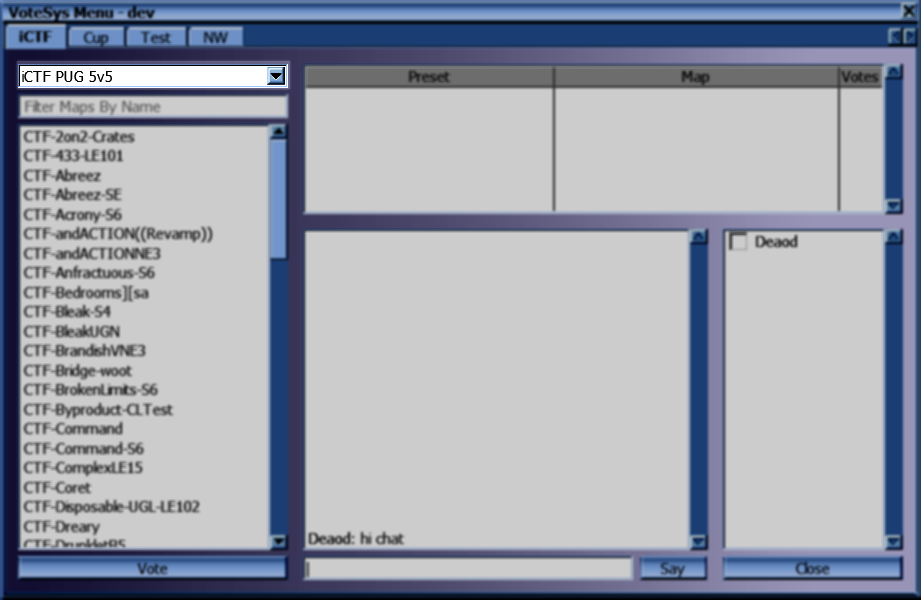 VoteSys Menu - dev
iCTF Cup Test NW
iCTF PUG 5v5
Filter Maps By Name
CTF-2on2-Crates
CTF-433-LE101
CTF-Abreez
CTF-Abreez-SE
CTF-Acrony-S6
CTF-andACTION((Revamp))
CTF-andACTIONNE3
CTF-Anfractuous-S6
CTF-Bedrooms][sa
CTF-Bleak-S4
CTF-BleakUGN
CTF-BrandishVNE3
CTF-Bridge-woot
CTF-BrokenLimits-S6
CTF-Byproduct-CLTest
CTF-Command
CTF-Command-S6
CTF-ComplexLE15
CTF-Coret
CTF-Disposable-UGL-LE102
CTF-Dreary
Vote
Preset Map Votes
Deaod: hi chat
Say
Deaod
Close